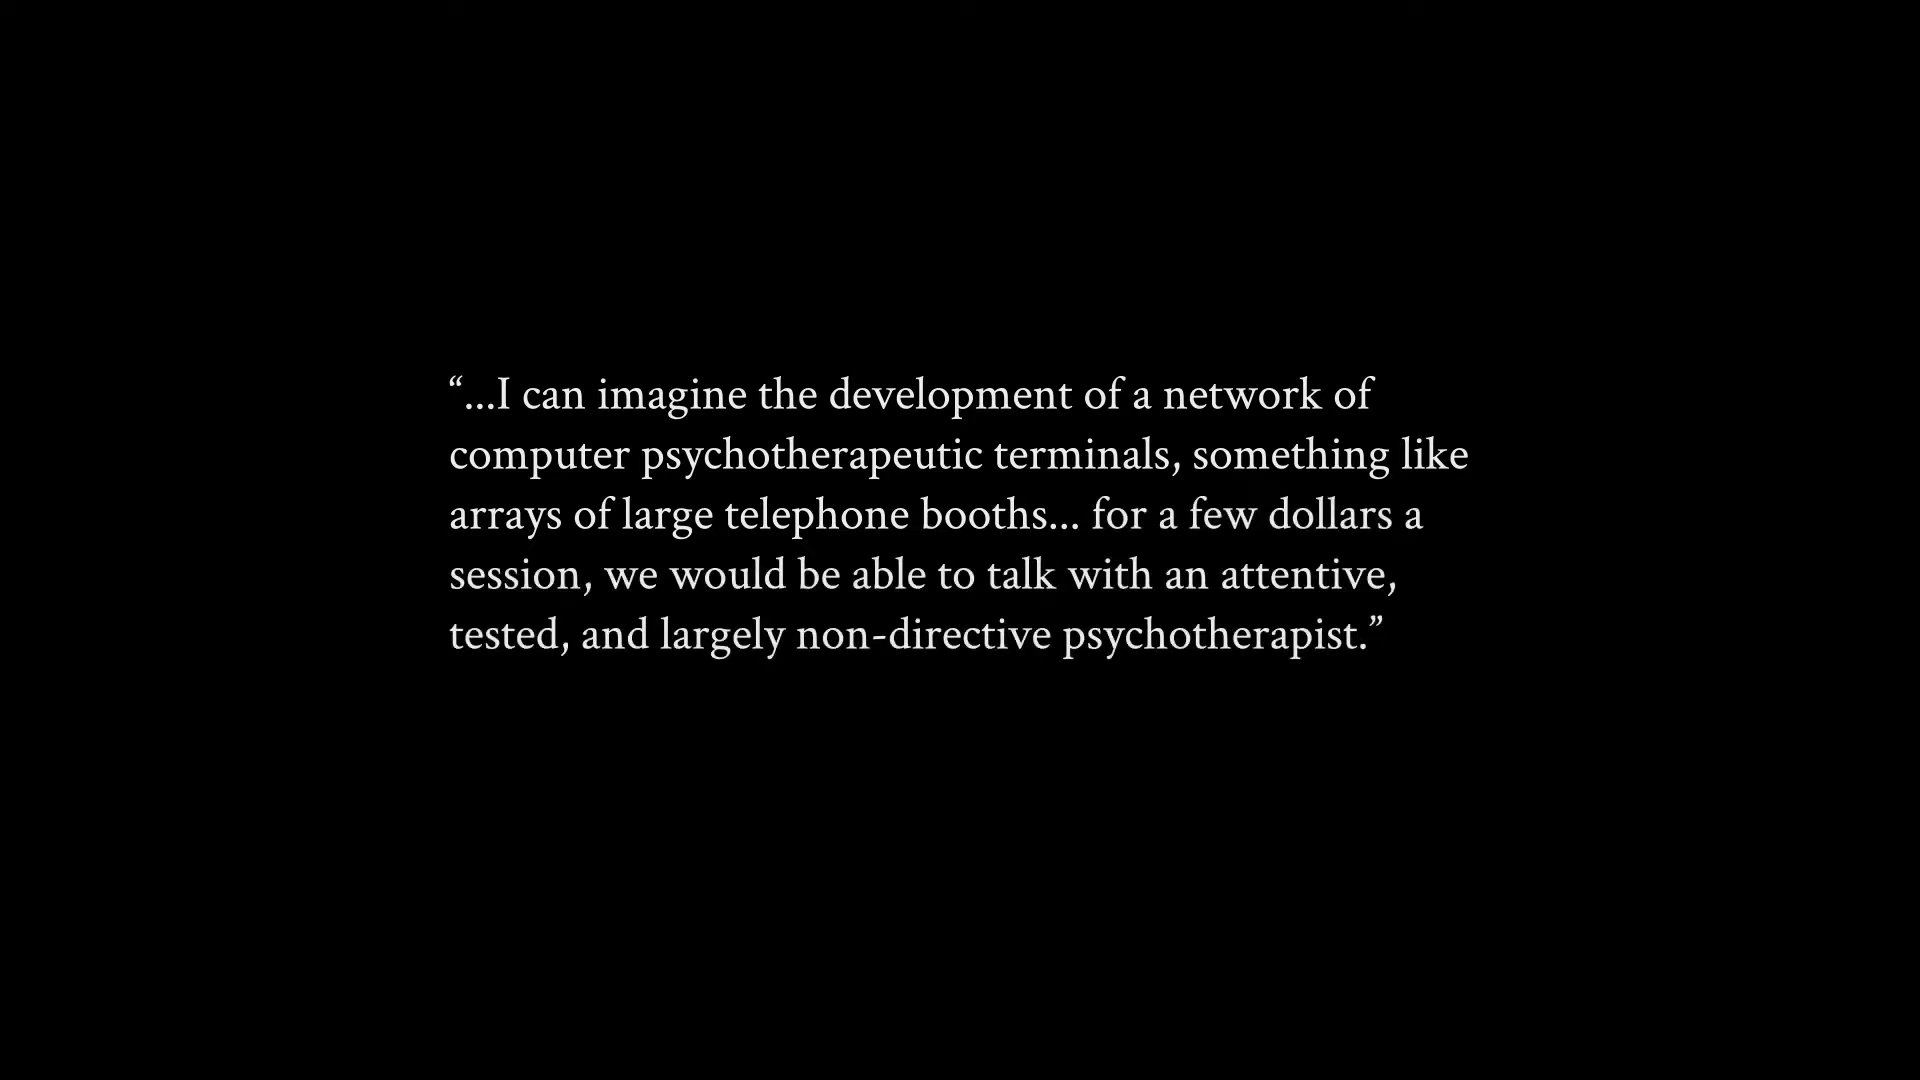 “...I can imagine the development of a network of
computer psychotherapeutic terminals, something like
arrays of large telephone booths... for a few dollars a
session, we would be able to talk with an attentive,
tested, and largely non-directive psychotherapist.”